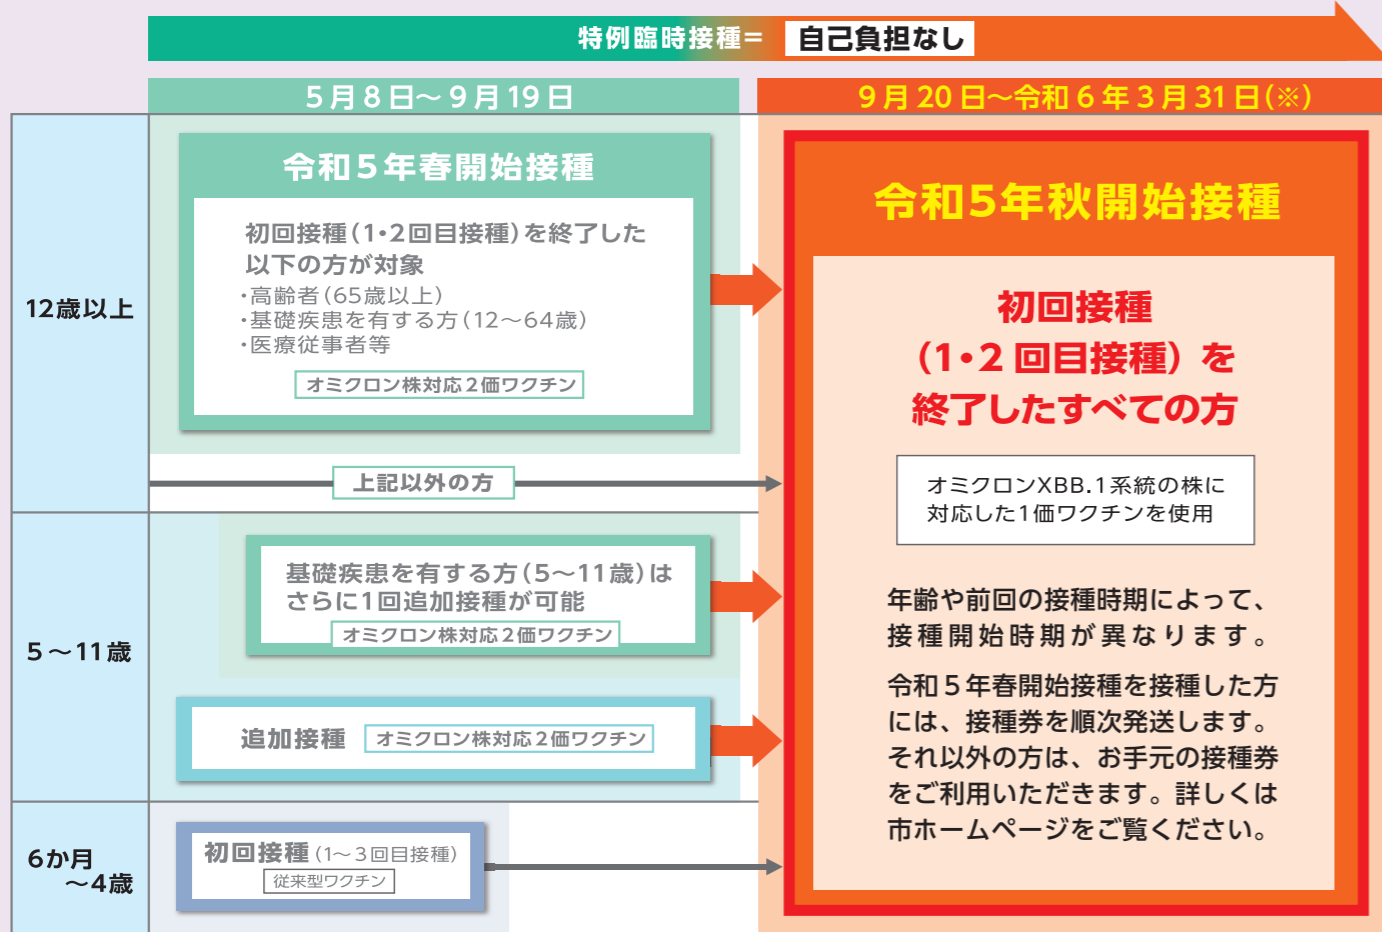 特例臨時接種＝ 自己負担なし
5月8日～9月19日
9月20日～令和6年3月31日(※)
12歳以上
令和5年春開始接種
初回接種(1・2回目接種)を終了した
以下の方が対象
・高齢者(65歳以上)
・基礎疾患を有する方(12～64歳)
・医療従事者等
オミクロン株対応2価ワクチン
上記以外の方
5～11歳
基礎疾患を有する方(5～11歳)は
さらに1回追加接種が可能
オミクロン株対応2価ワクチン
追加接種 オミクロン株対応2価ワクチン
6か月
～4歳
初回接種(1～3回目接種)
従来型ワクチン
令和5年秋開始接種
初回接種
(1・2回目接種)を
終了したすべての方
オミクロンXBB.1系統の株に
対応した1価ワクチンを使用
年齢や前回の接種時期によって、
接種開始時期が異なります。
令和5年春開始接種を接種した方
には、接種券を順次発送します。
それ以外の方は、お手元の接種券
をご利用いただきます。詳しくは
市ホームページをご覧ください。